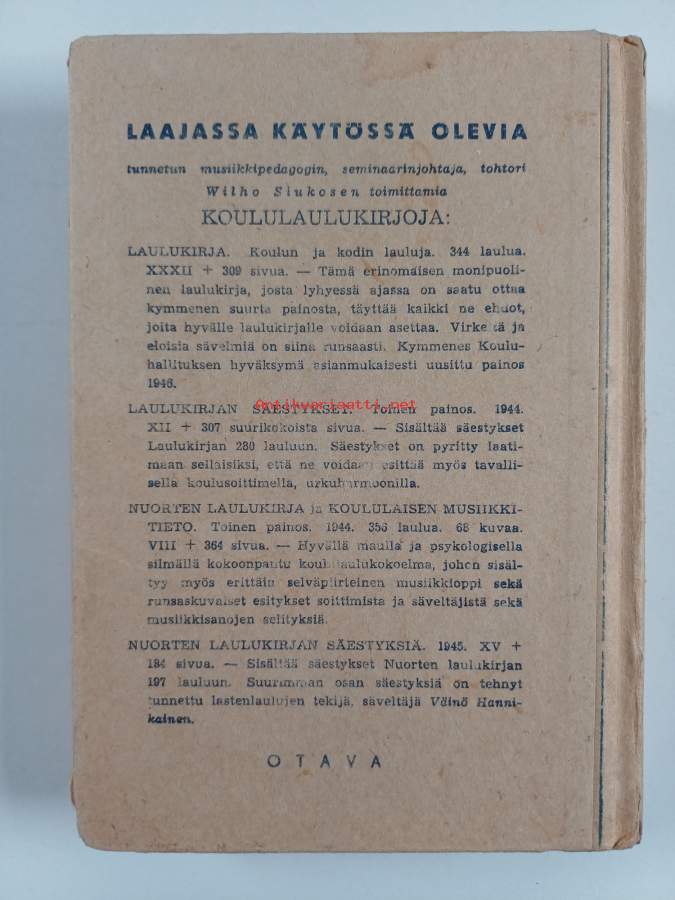 LAAJASSA KÄYTÖSSÄ OLEVIA
tunnetun musiikkipedagogin, seminaarinjohtaja, tohtori
Wilho Siukosen toimittamia
KOULULAULUKIRJOJA:
LAULUKIRJA. Koulun ja kodin lauluja. 344 laulua.
XXXII + 309 sivua. — Tämä erinomaisen monipuoli-
nen laulukirja, josta lyhyessä ajassa on saatu ottaa
kymmenen suurta painosta, täyttää kaikki ne ehdot,
joita hyvälle laulukirjalle voidaan asettaa. Virkeitä ja
eloisia sävelmiä on siinä runsaasti. Kymmenes Koulu-
hallituksen hyväksymä asianmukaisesti uusittu painos
1946.
Antikvariaatti.net
LAULUKIRJAN SÄESTYKSET. Toinen painos. 1944.
XII + 307 suurikokoista sivua. — Sisältää säestykset
Laulukirjan 280 lauluun. Säestykset on pyritty laati-
maan sellaisiksi, että ne voidaan esittää myös tavalli-
sella koulusoittimella, urkuharmoonilla.
NUORTEN LAULUKIRJA ja KOULULAISEN MUSIIKKI-
TIETO. Toinen painos. 1944. 356 laulua. 68 kuvaa.
VIII + 364 sivua. — Hyvällä maulla ja psykologisella
silmällä kokoonpantu koululaulukokoelma, johon sisäl-
tyy myös erittäin selväpiirteinen musiikkioppi sekä
runsaskuvaiset esitykset soittimista ja säveltäjistä sekä
musiikkisanojen selityksiä.
NUORTEN LAULUKIRJAN SÄESTYKSIÄ. 1945. XV +
184 sivua. — Sisältää säestykset Nuorten laulukirjan
197 lauluun. Suurimman osan säestyksiä on tehnyt
tunnettu lastenlaulujen tekijä, säveltäjä Väinö Hanni-
kainen.
OTAVA